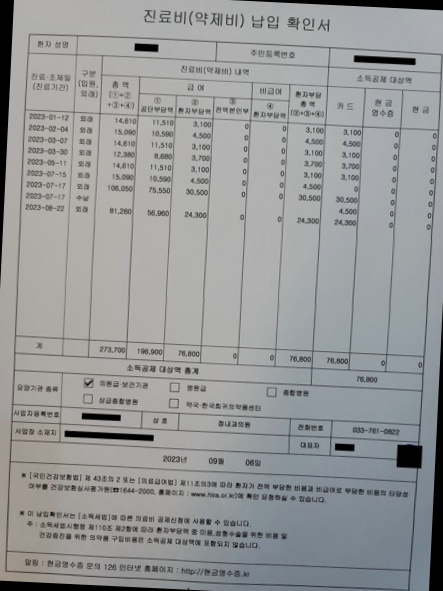 진료비(약제비) 납입 확인서
환자 성명 주민등록번호
진료·조제일 (진료기간) 구분 (입원, 외래) 진료비(약제비) 내역 소득공제 대상액
총 액 (①+② +③+④) 급 여 비급여 환자부담 총 액 (②+③+④) 카 드 현 금 영수증 현 금
① 공단부담액 ② 환자부담액 ③ 전액본인부 ④ 환자부담액
2023-01-12 외래 14,610 11,510 3,100 0 0 3,100 3,100 0 0
2023-02-04 외래 15,090 10,590 4,500 0 0 4,500 4,500 0 0
2023-03-07 외래 14,610 11,510 3,100 0 0 3,100 3,100 0 0
2023-03-30 외래 12,380 8,680 3,700 0 0 3,700 3,700 0 0
2023-05-11 외래 14,610 11,510 3,100 0 0 3,100 3,100 0 0
2023-07-15 외래 15,090 10,590 4,500 0 0 4,500 0 0 0
2023-07-17 외래 106,050 75,550 30,500 0 0 30,500 30,500 0 0
2023-07-17 수납 4,500 0 0
2023-08-22 외래 81,260 56,960 24,300 0 0 24,300 24,300 0 0
계 273,700 196,900 76,800 0 0 76,800 76,800 0 0
소득공제 대상액 총계 76,800
요양기관 종류 의원급·보건기관 병원급 종합병원
상급종합병원 약국·한국희귀의약품센터
사업자등록번호 상 호 정내과의원 전화번호 033-761-0822
사업장 소재지 대표자
2023년 09월 06일
※ [국민건강보험법] 제 43조의 2 또는 [의료급여법] 제11조의3에 따라 환자가 전액 부담한 비용과 비급여로 부담한 비용의 타당성
여부를 건강보험심사평가원(☎1644-2000, 홈페이지 : www.hira.or.kr)에 확인 요청하실 수 있습니다.
※ 이 납입확인서는 [소득세법]에 따른 의료비 공제신청에 사용할 수 있습니다.
주 : 소득세법시행령 제110조 제2항에 따라 환자부담액 중 미용,성형수술을 위한 비용 및
건강증진을 위한 의약품 구입비용은 소득공제 대상액에 포함되지 않습니다.
알림 : 현금영수증 문의 126 인터넷 홈페이지 : http://현금영수증.kr